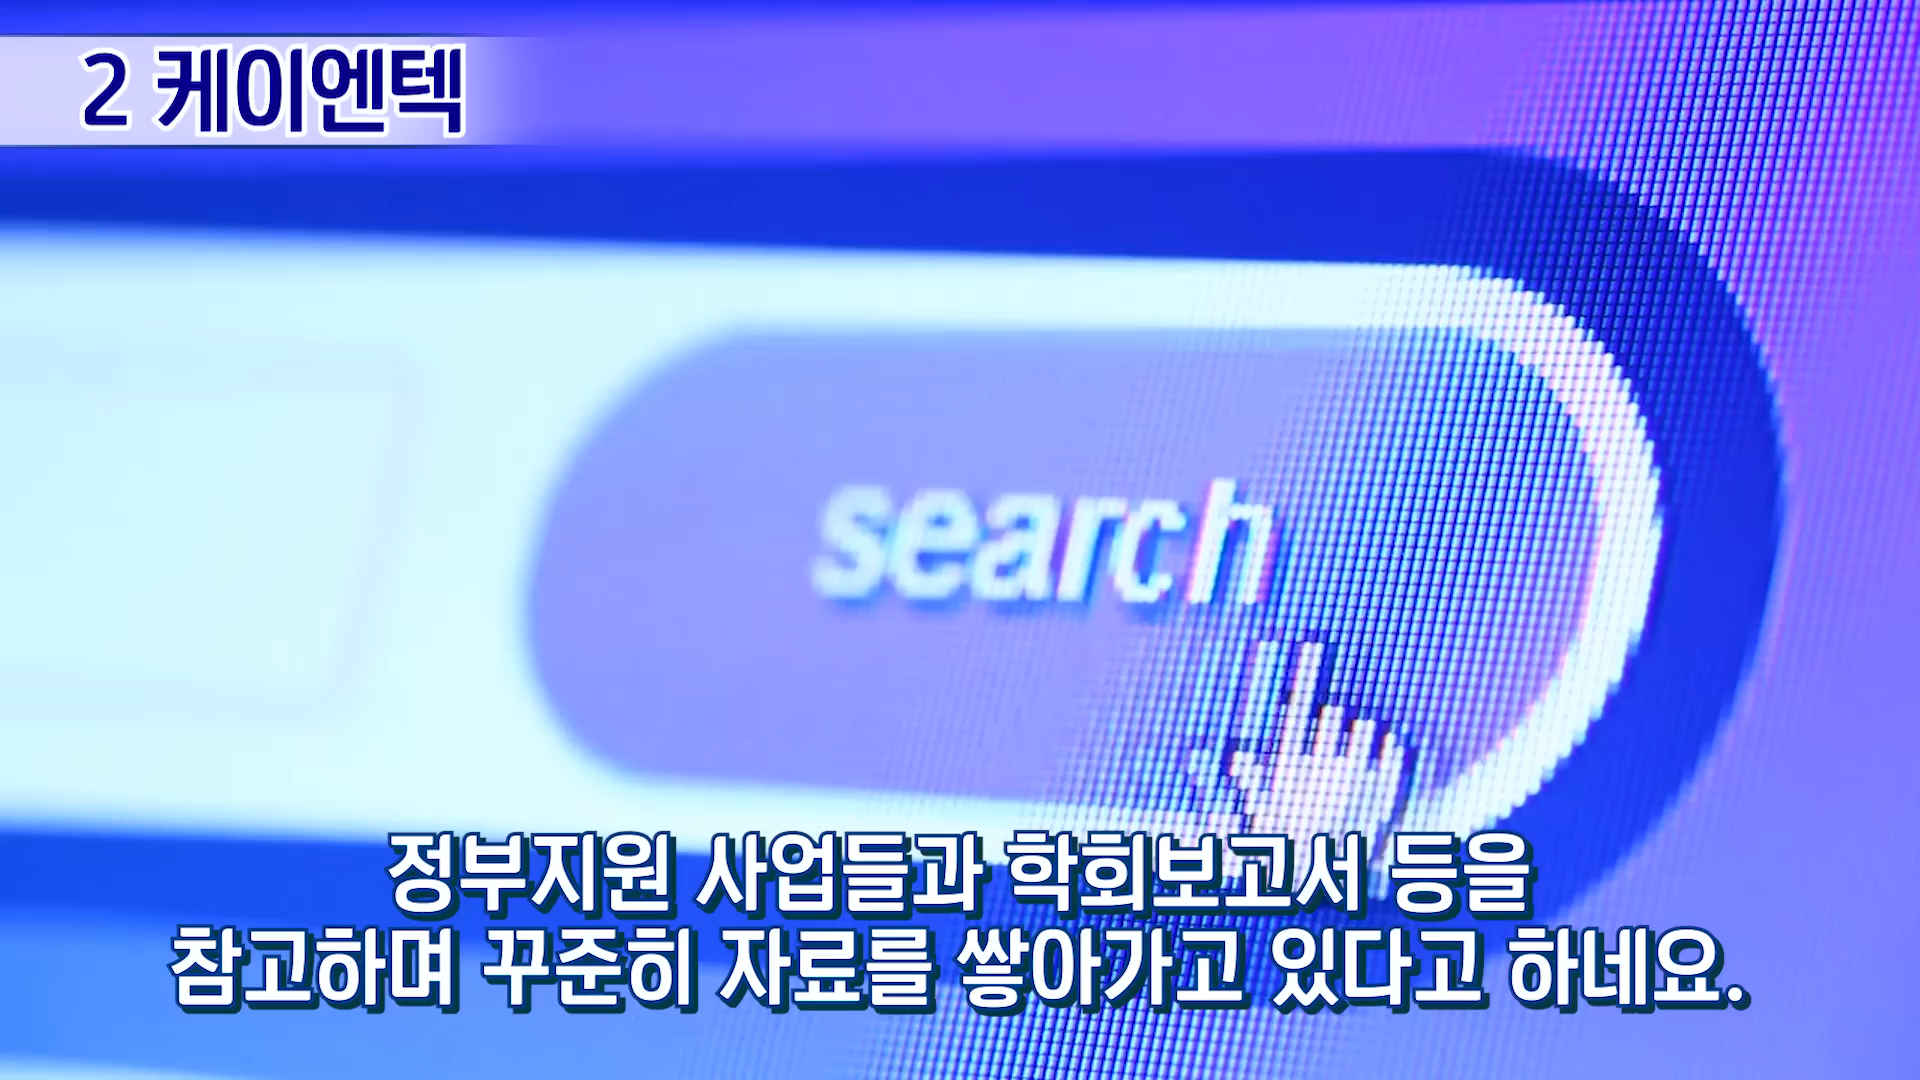 2 케이엔텍
search
정부지원 사업들과 학회보고서 등을
참고하며 꾸준히 자료를 쌓아가고 있다고 하네요.